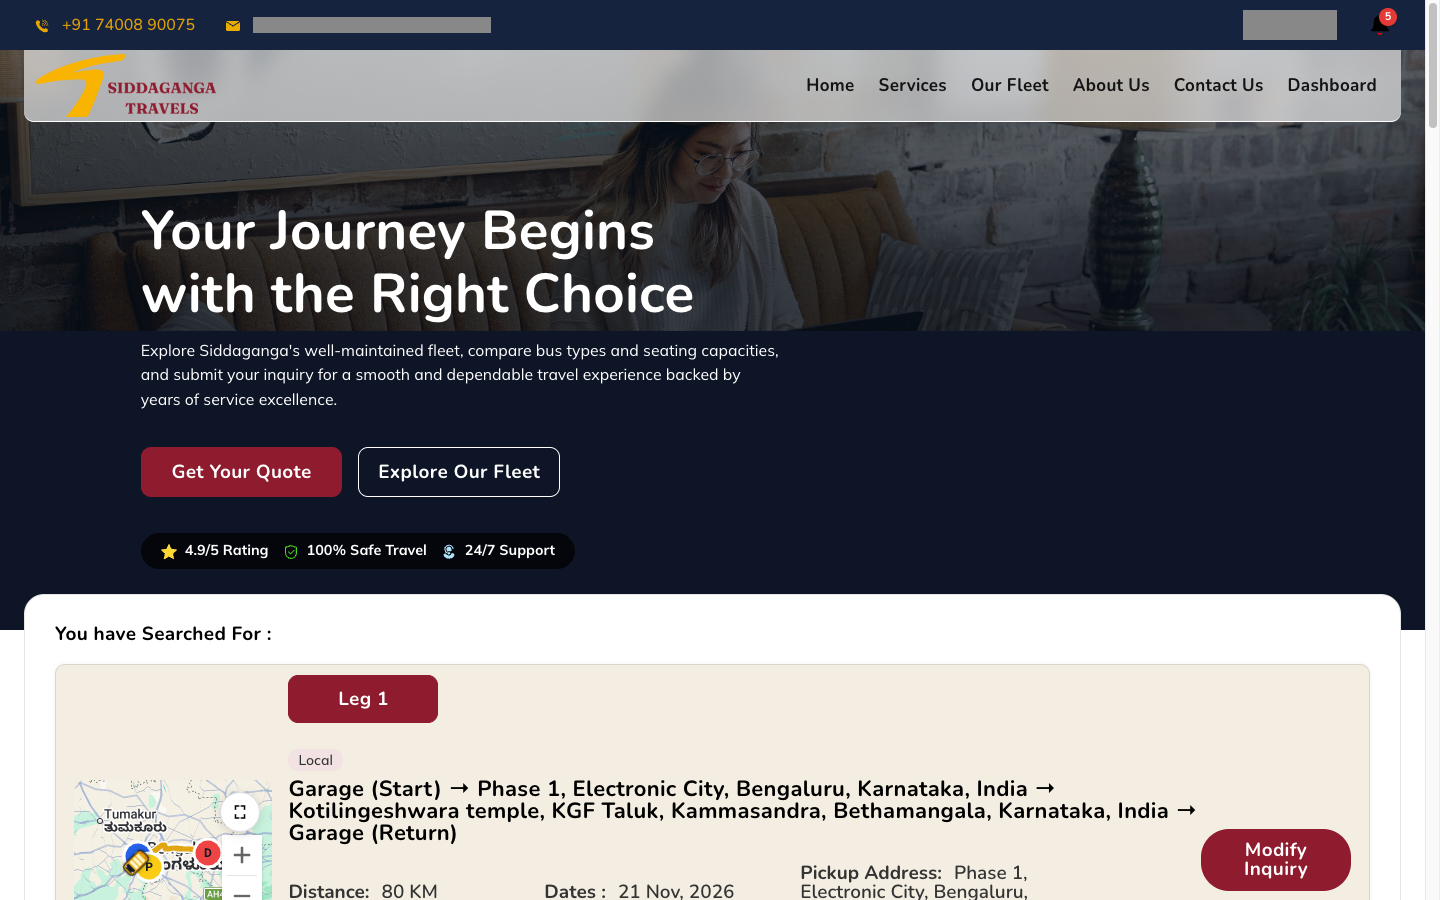 +91 74008 90075
5
SIDDAGANGA
TRAVELS
Home Services Our Fleet About Us Contact Us Dashboard
Your Journey Begins
with the Right Choice
Explore Siddaganga's well-maintained fleet, compare bus types and seating capacities,
and submit your inquiry for a smooth and dependable travel experience backed by
years of service excellence.
Get Your Quote Explore Our Fleet
4.9/5 Rating 100% Safe Travel 24/7 Support
You have Searched For :
Leg 1
Local
Garage (Start) → Phase 1, Electronic City, Bengaluru, Karnataka, India →
Kotilingeshwara temple, KGF Taluk, Kammasandra, Bethamangala, Karnataka, India →
Garage (Return)
Modify
Inquiry
Tumakur
ತುಮಕೂರು
P
D
Distance: 80 KM
Dates : 21 Nov, 2026
Pickup Address: Phase 1,
Electronic City, Bengaluru,